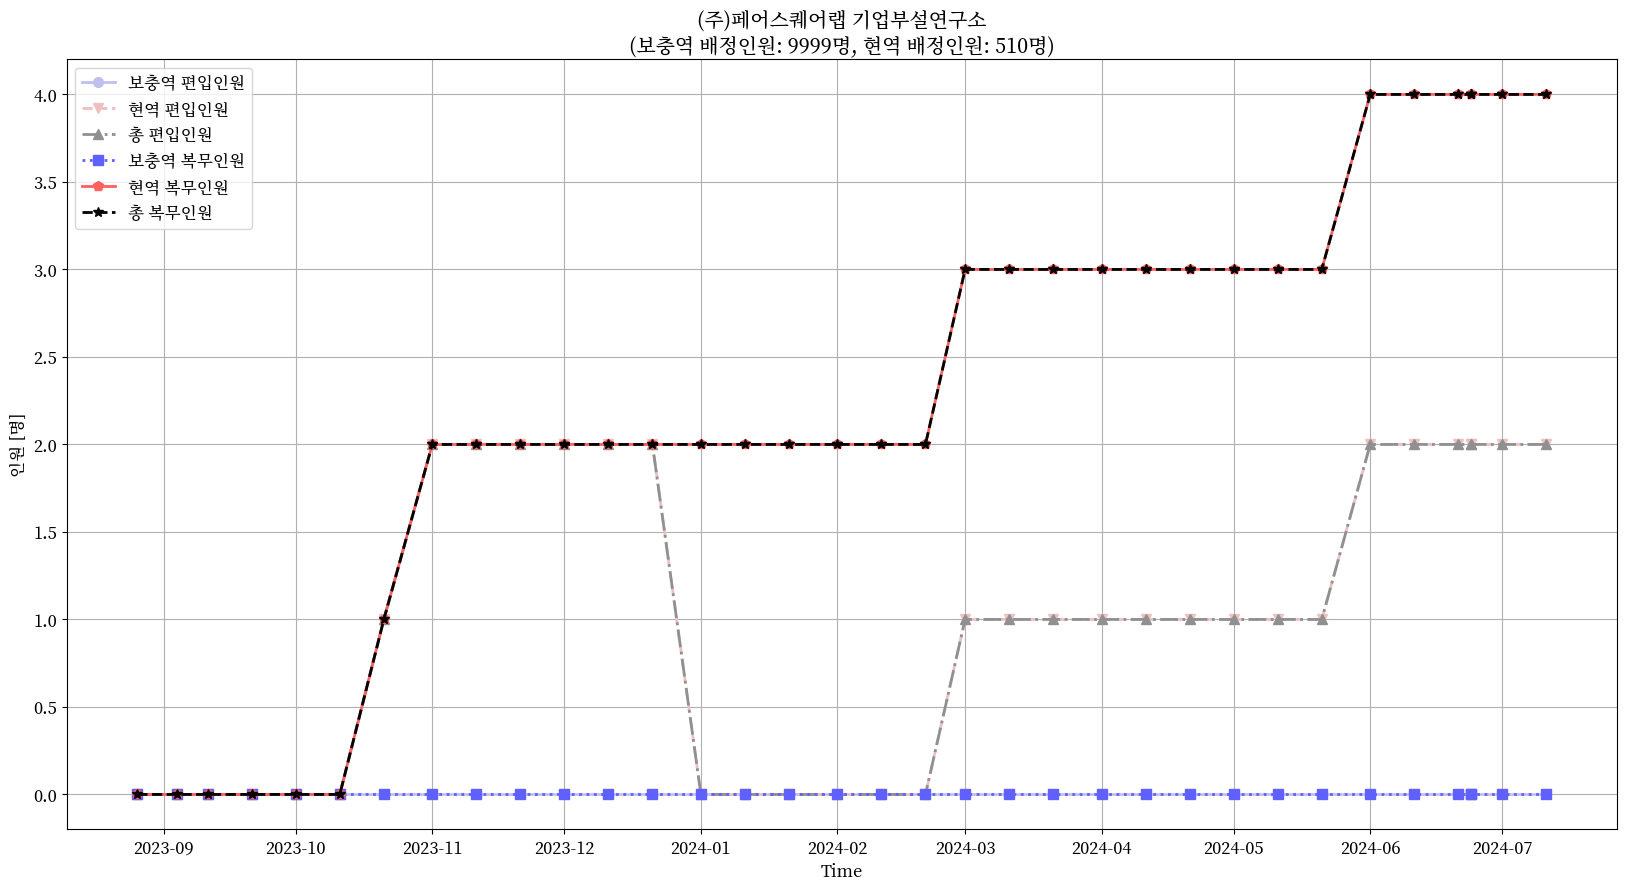 (주)페어스퀘어랩 기업부설연구소
(보충역 배정인원: 9999명, 현역 배정인원: 510명)
보충역 편입인원
현역 편입인원
총 편입인원
보충역 복무인원
현역 복무인원
총 복무인원
인원 [명]
4.0
3.5
3.0
2.5
2.0
1.5
1.0
0.5
0.0
2023-09 2023-10 2023-11 2023-12 2024-01 2024-02 2024-03 2024-04 2024-05 2024-06 2024-07
Time